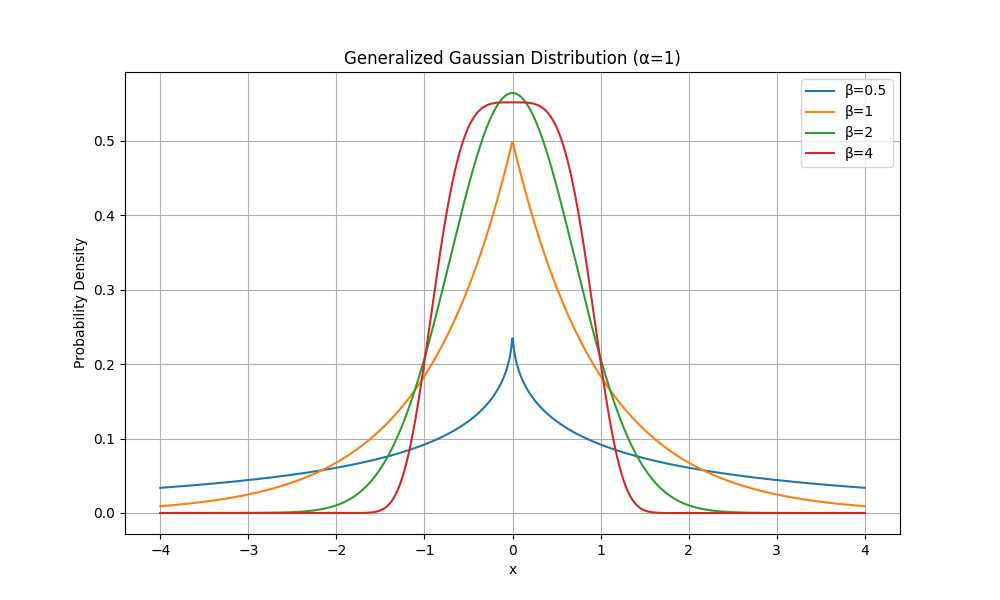 Generalized Gaussian Distribution (α=1)
β=0.5
β=1
β=2
β=4
Probability Density
0.5
0.4
0.3
0.2
0.1
0.0
−4
−3
−2
−1
0
1
2
3
4
x